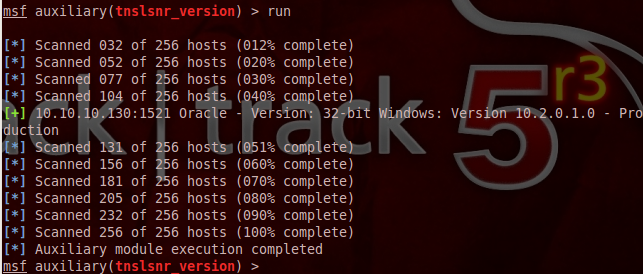 msf auxiliary(tnslsnr_version) > run
[*] Scanned 032 of 256 hosts (012% complete)
[*] Scanned 052 of 256 hosts (020% complete)
[*] Scanned 077 of 256 hosts (030% complete)
[*] Scanned 104 of 256 hosts (040% complete)
[+] 10.10.10.130:1521 Oracle - Version: 32-bit Windows: Version 10.2.0.1.0 - Pro
duction
[*] Scanned 131 of 256 hosts (051% complete)
[*] Scanned 156 of 256 hosts (060% complete)
[*] Scanned 181 of 256 hosts (070% complete)
[*] Scanned 205 of 256 hosts (080% complete)
[*] Scanned 232 of 256 hosts (090% complete)
[*] Scanned 256 of 256 hosts (100% complete)
[*] Auxiliary module execution completed
msf auxiliary(tnslsnr_version) >
ack | track 5 r3